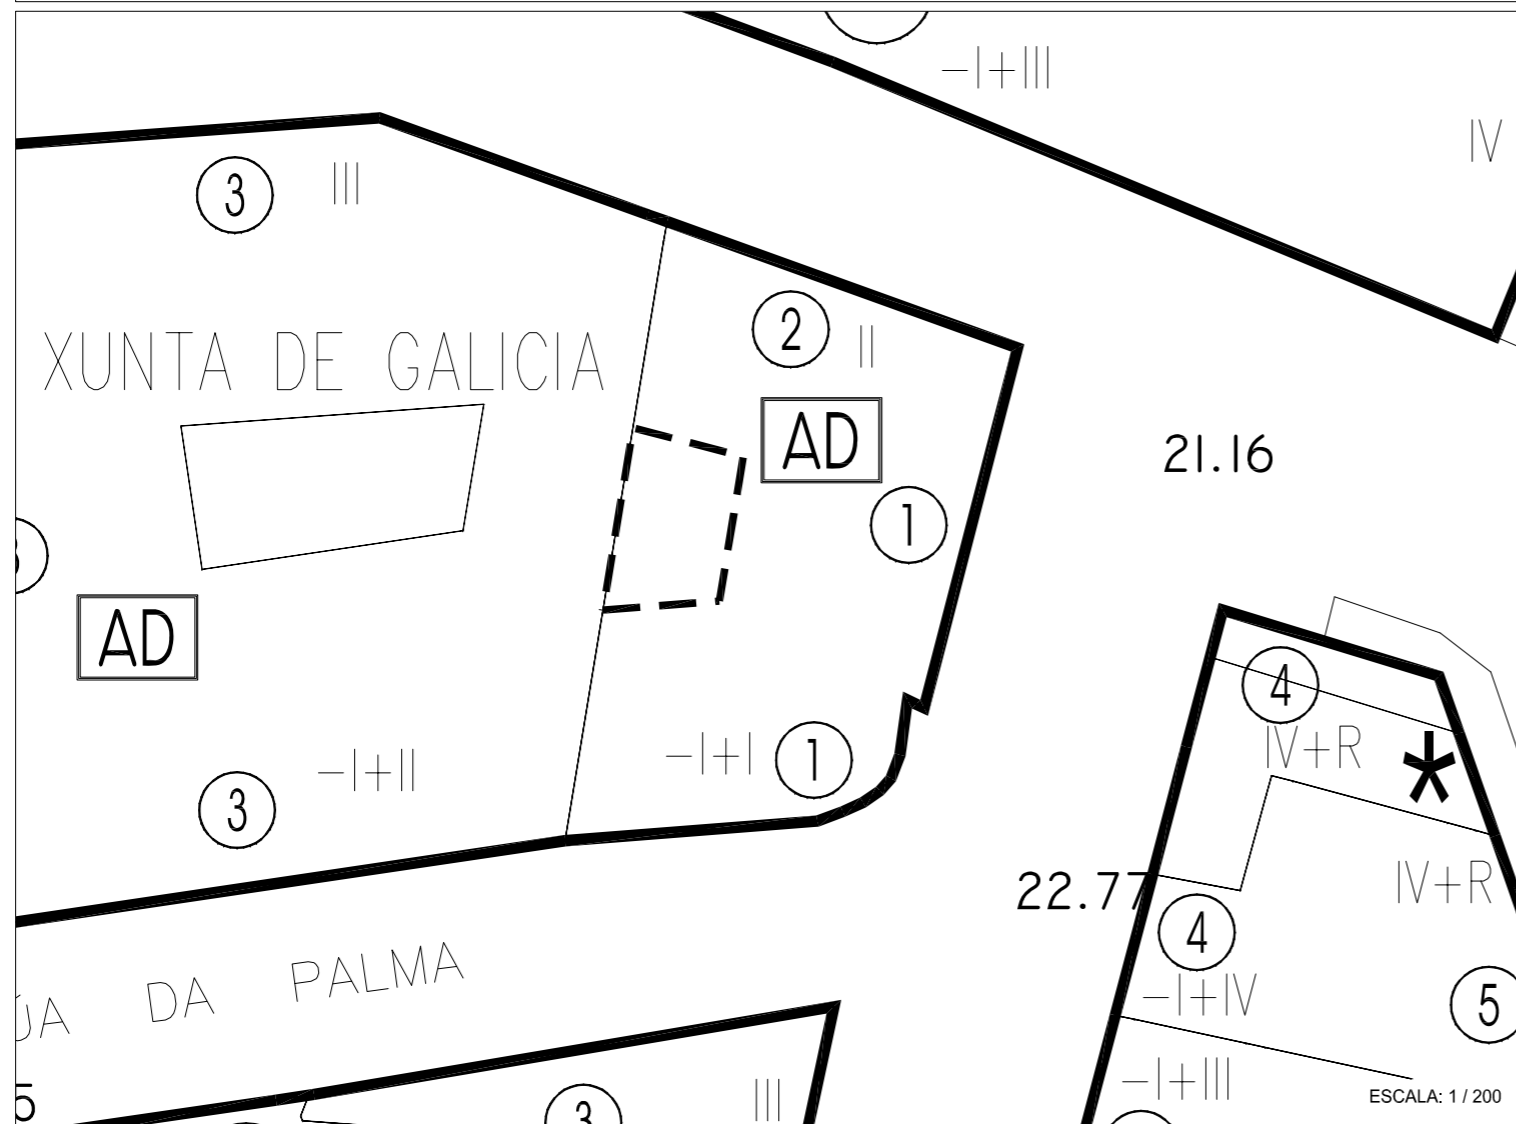 -I+III
IV
3 III
2 II
XUNTA DE GALICIA
AD
21.16
1
AD
4
IV+R
*
-I+I 1
-I+II
3
22.77
IV+R
4
DA PALMA
-I+IV
5
-I+III
III
3
5
ESCALA: 1 / 200